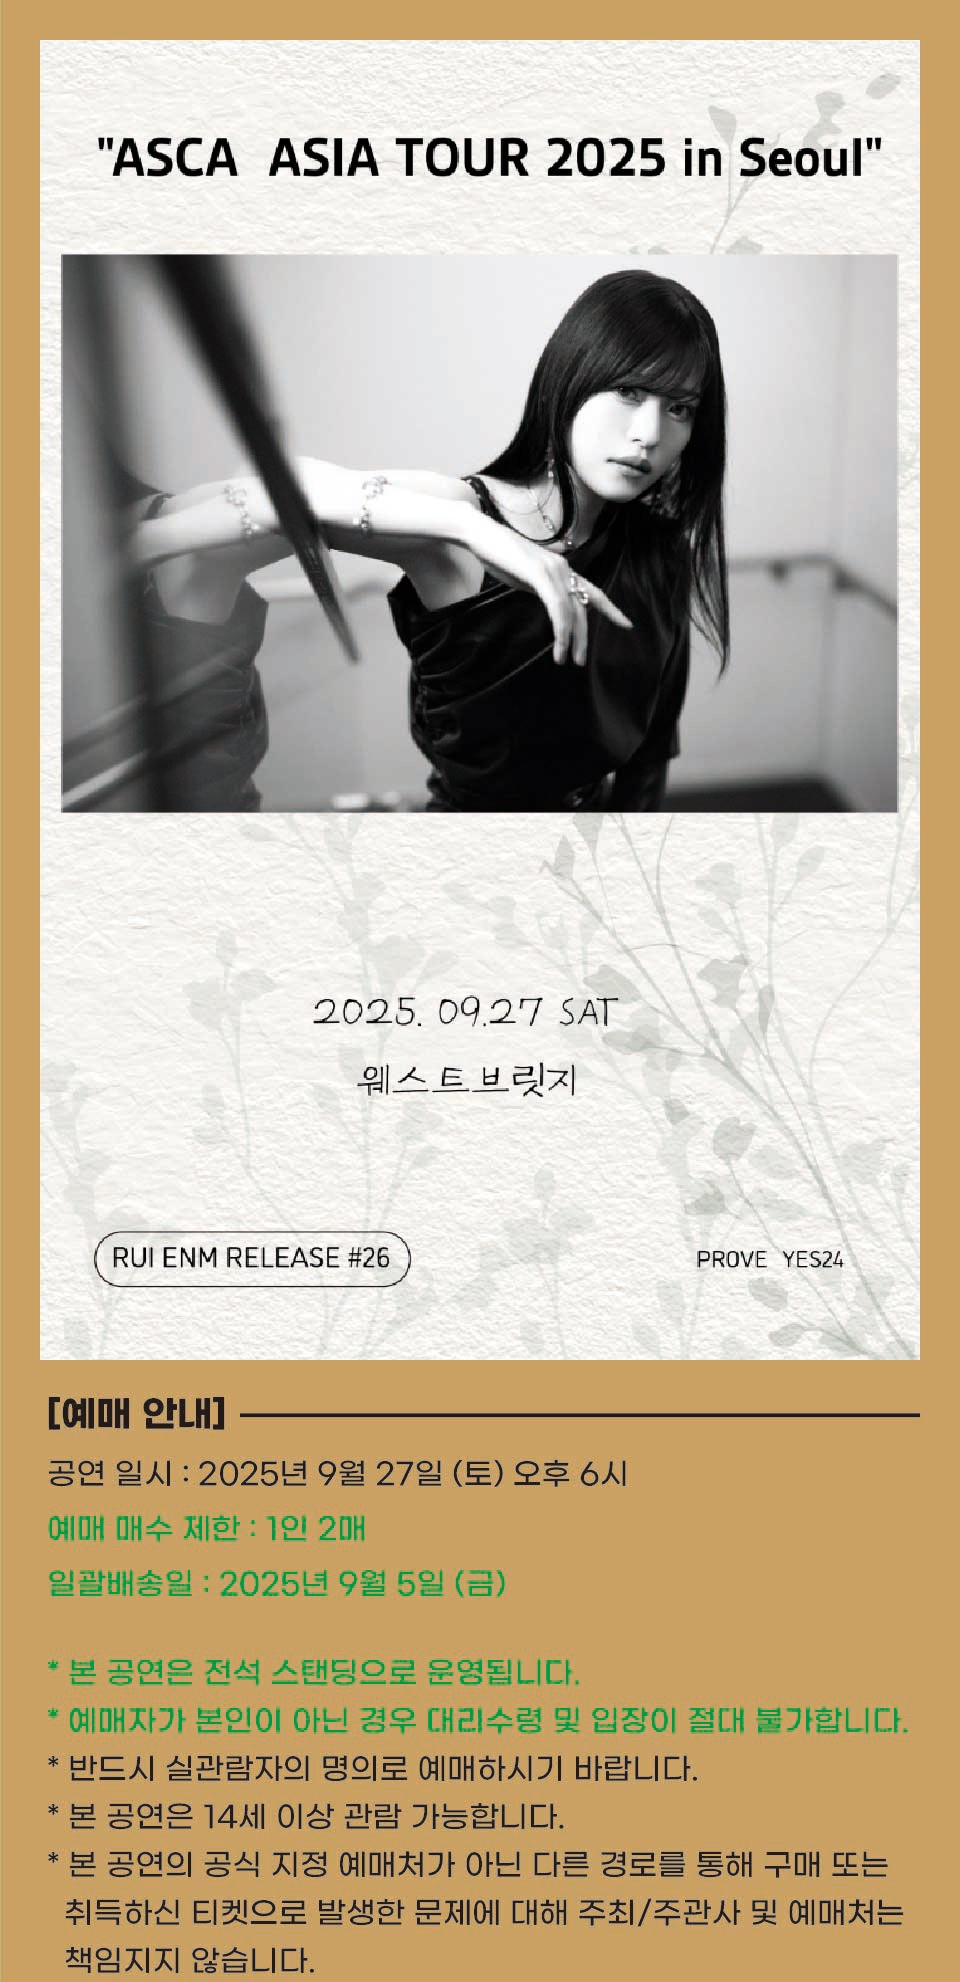 "ASCA  ASIA TOUR 2025 in Seoul"
2025. 09.27 SAT
웨스트브릿지
RUI ENM RELEASE #26
PROVE  YES24
[예매 안내]
공연 일시 : 2025년 9월 27일 (토) 오후 6시
예매 매수 제한 : 1인 2매
일괄배송일 : 2025년 9월 5일 (금)
* 본 공연은 전석 스탠딩으로 운영됩니다.
* 예매자가 본인이 아닌 경우 대리수령 및 입장이 절대 불가합니다.
* 반드시 실관람자의 명의로 예매하시기 바랍니다.
* 본 공연은 14세 이상 관람 가능합니다.
* 본 공연의 공식 지정 예매처가 아닌 다른 경로를 통해 구매 또는
취득하신 티켓으로 발생한 문제에 대해 주최/주관사 및 예매처는
책임지지 않습니다.